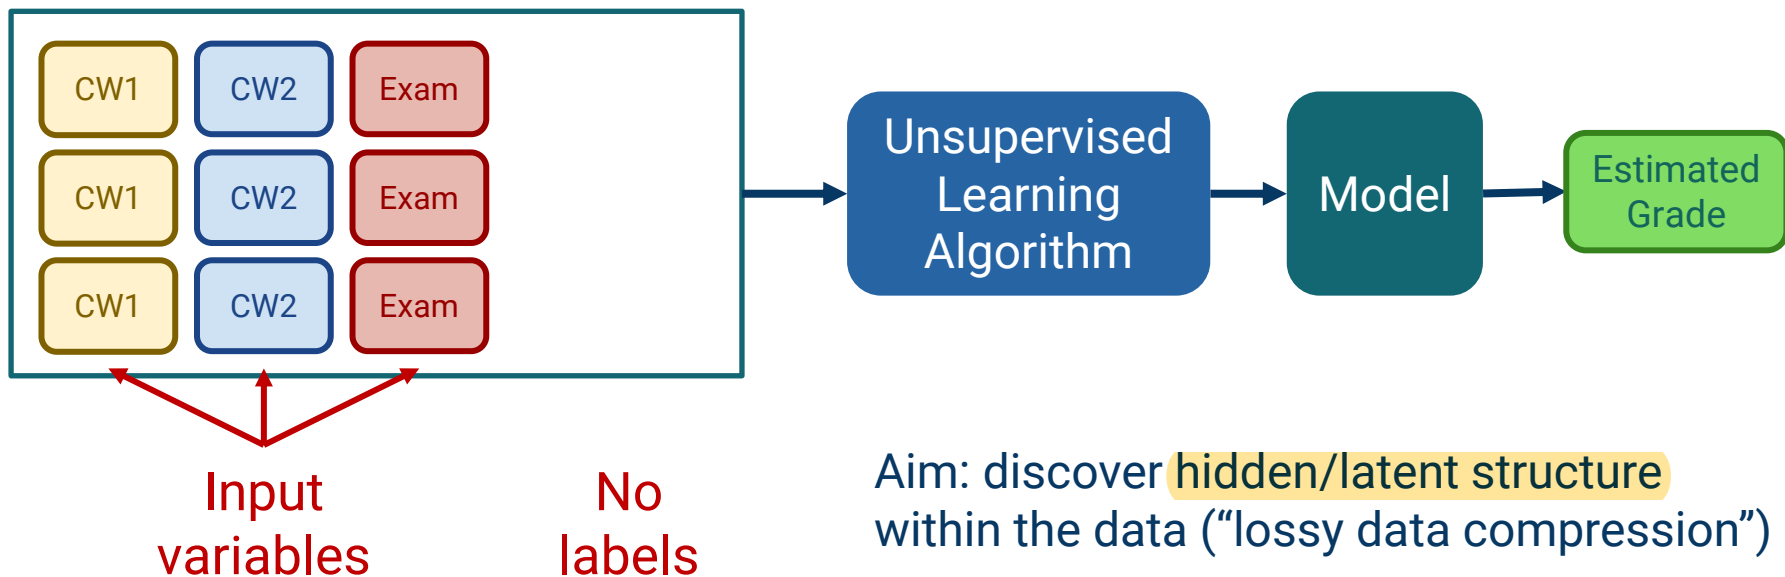 CW1 CW2 Exam
CW1 CW2 Exam
CW1 CW2 Exam
Input
variables
No
labels
Unsupervised
Learning
Algorithm
Model
Estimated
Grade
Aim: discover hidden/latent structure
within the data (“lossy data compression”)